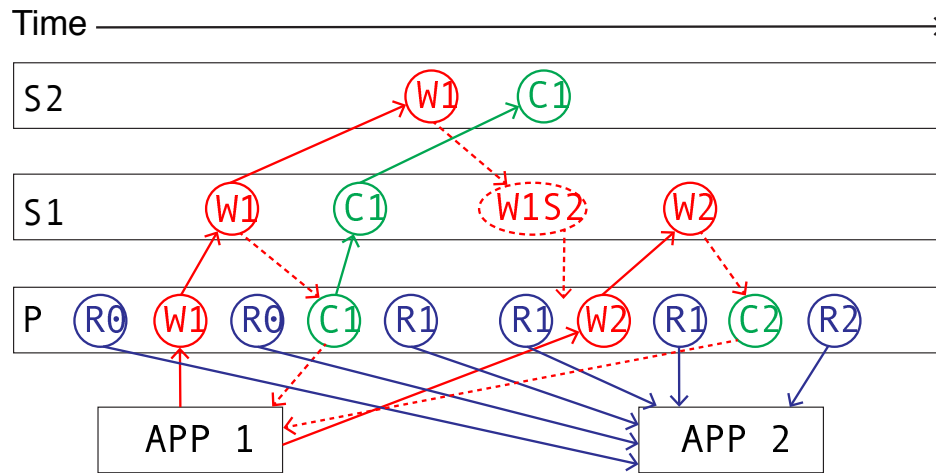 Time
S2 W1 C1
S1 W1 C1 W1S2 W2
P R0 W1 R0 C1 R1 R1 W2 R1 C2 R2
APP 1 APP 2